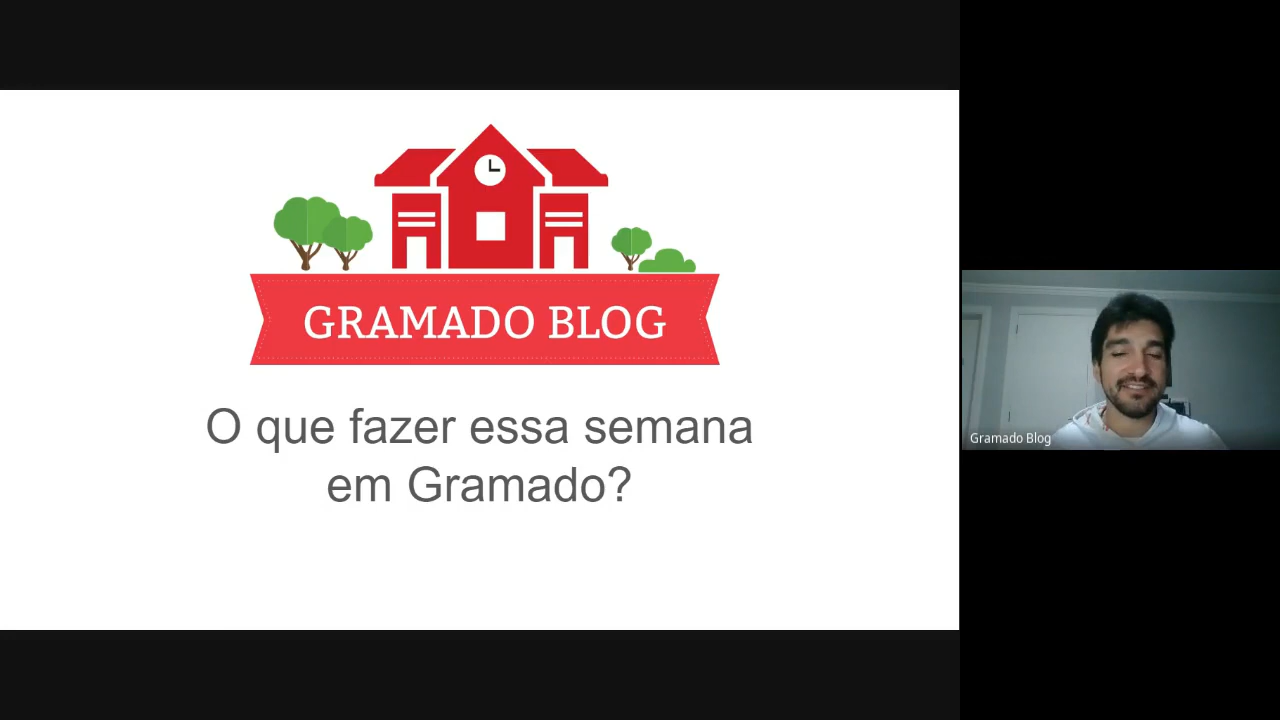 GRAMADO BLOG
O que fazer essa semana
em Gramado?
Gramado Blog